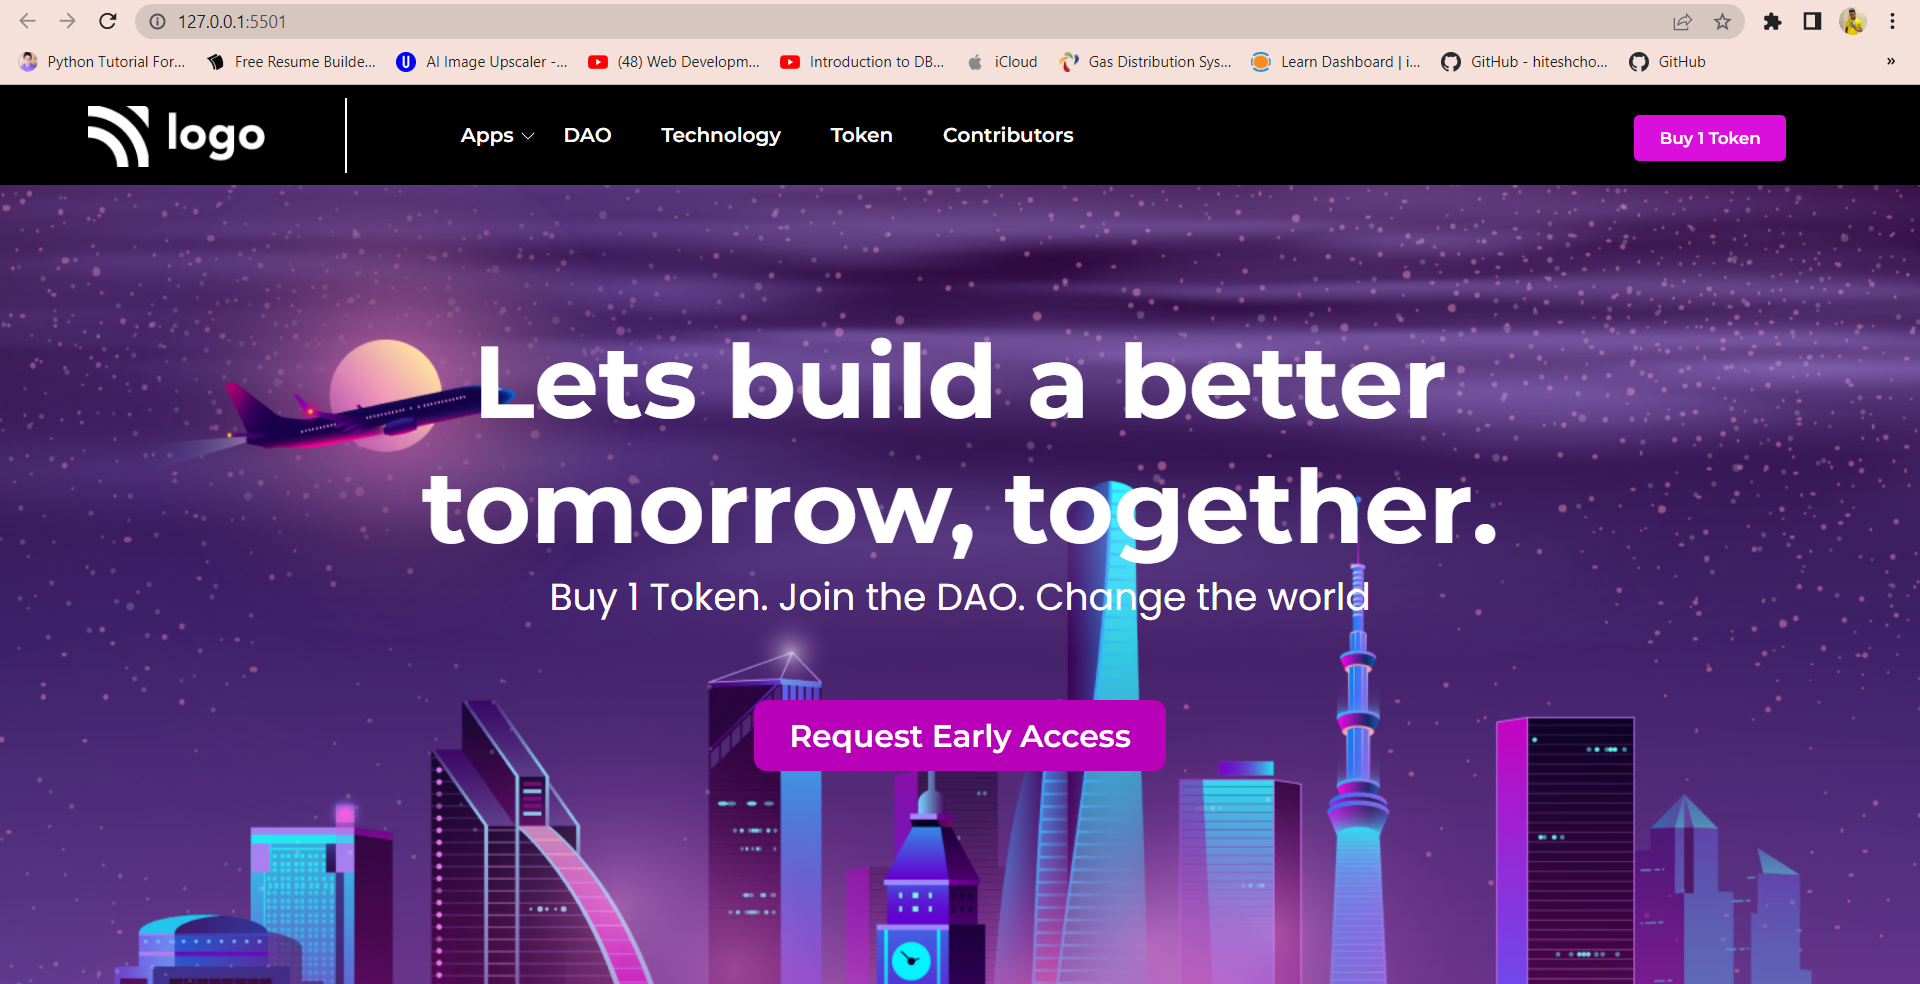 127.0.0.1:5501
Python Tutorial For... Free Resume Builde... AI Image Upscaler -... (48) Web Developm... Introduction to DB... iCloud Gas Distribution Sys... Learn Dashboard | i... GitHub - hiteshcho... GitHub »
logo Apps DAO Technology Token Contributors Buy 1 Token
Lets build a better
tomorrow, together.
Buy 1 Token. Join the DAO. Change the world
Request Early Access